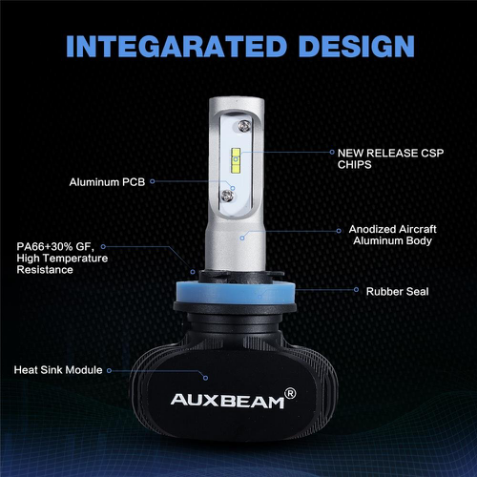 INTEGARATED DESIGN
NEW RELEASE CSP
CHIPS
Aluminum PCB
Anodized Aircraft
Aluminum Body
PA66+30% GF,
High Temperature
Resistance
Rubber Seal
Heat Sink Module
AUXBEAM®